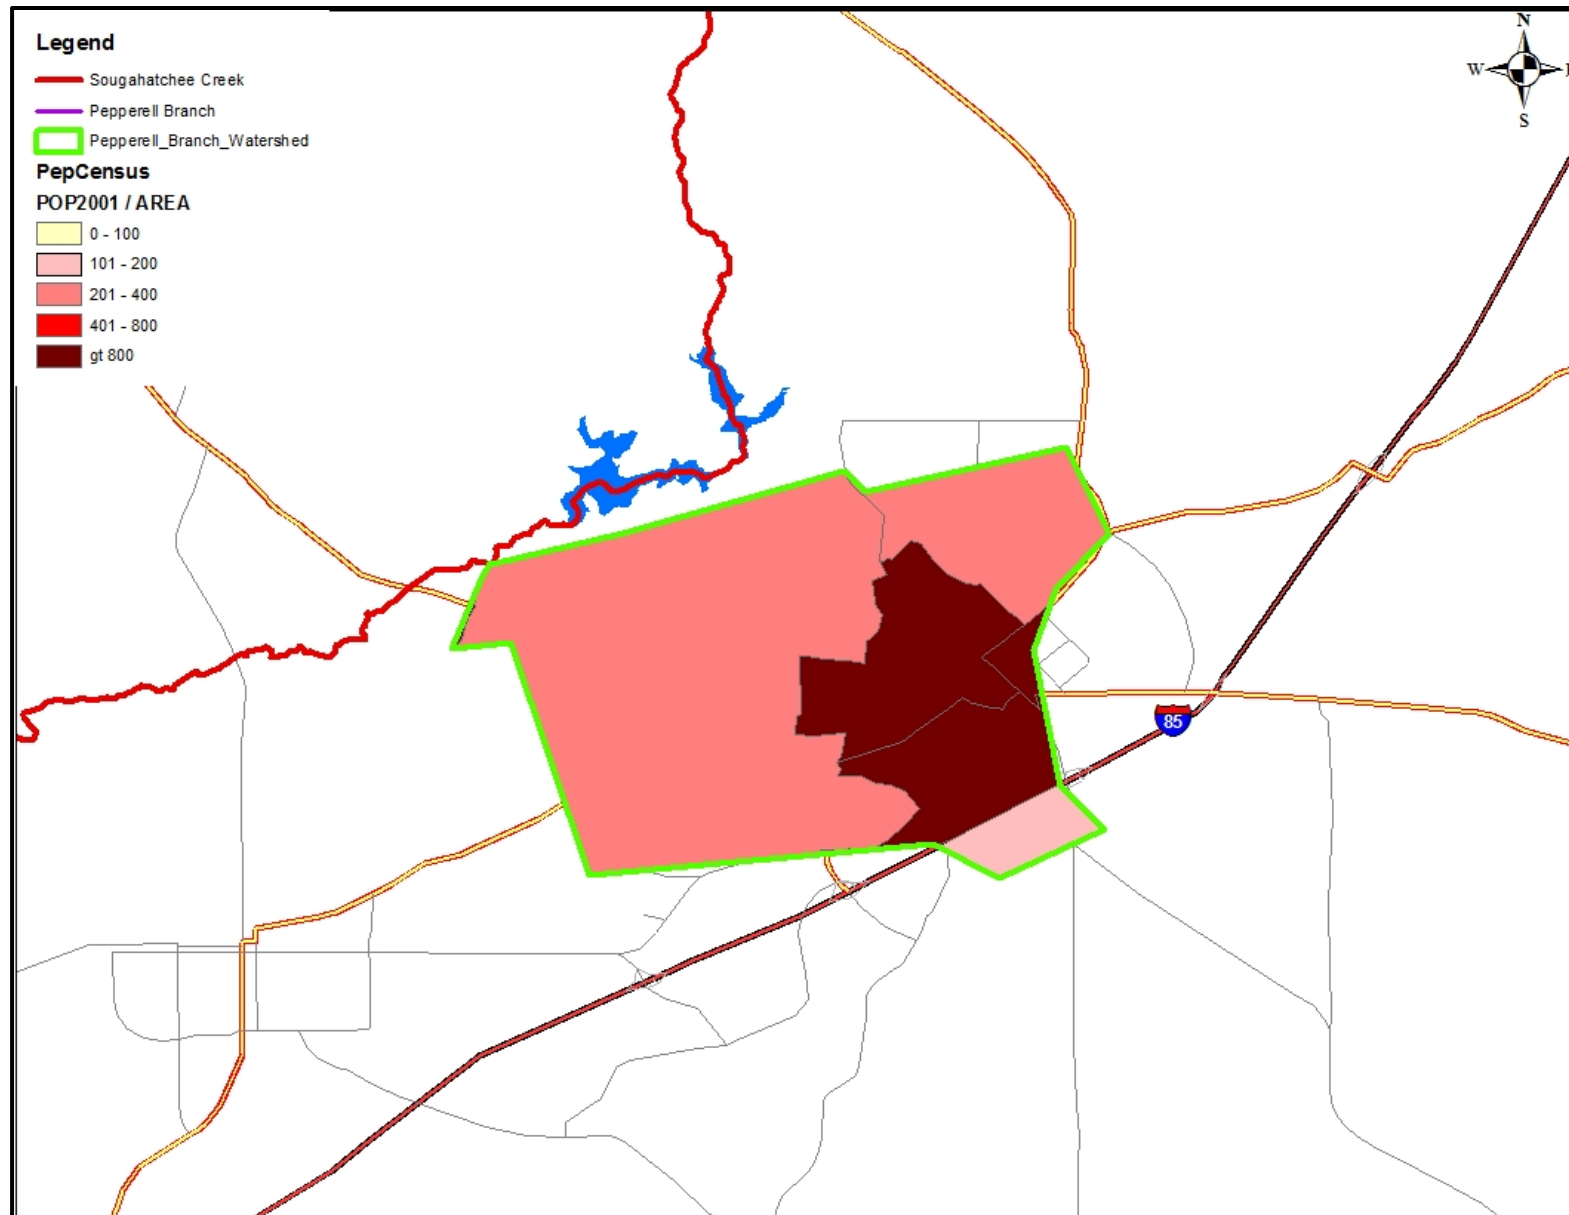 Legend
Sougahatchee Creek
Pepperell Branch
Pepperell_Branch_Watershed
PepCensus
POP2001 / AREA
0 - 100
101 - 200
201 - 400
401 - 800
gt 800
N
W
S
85